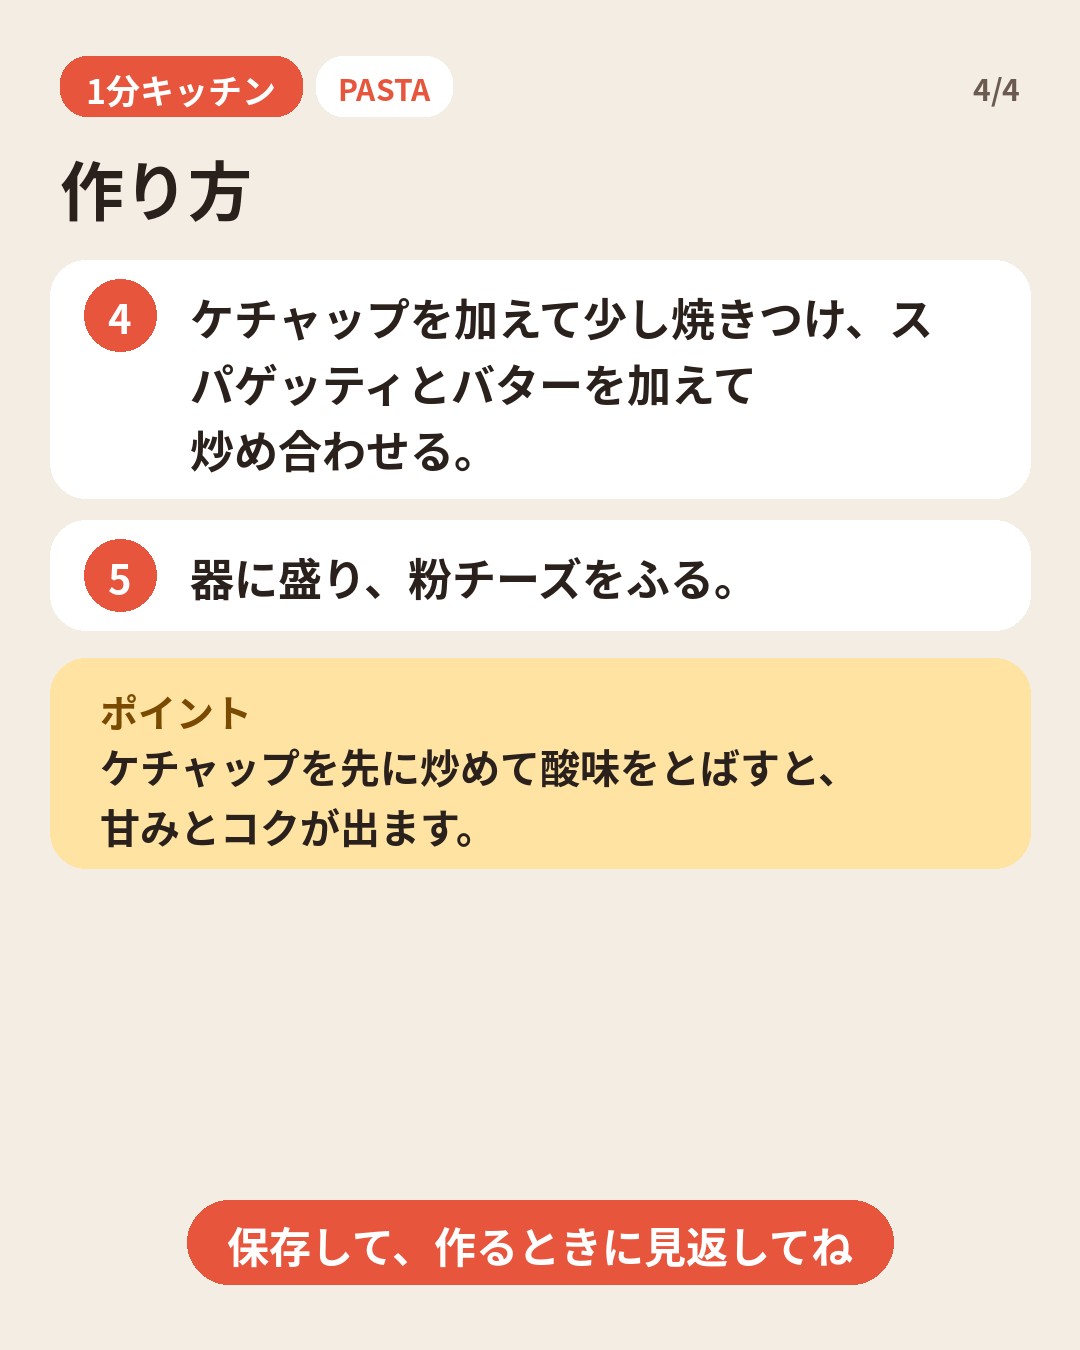 1分キッチン
PASTA
4/4
作り方
4
ケチャップを加えて少し焼きつけ、ス
パゲッティとバターを加えて
炒め合わせる。
5
器に盛り、粉チーズをふる。
ポイント
ケチャップを先に炒めて酸味をとばすと、
甘みとコクが出ます。
保存して、作るときに見返してね